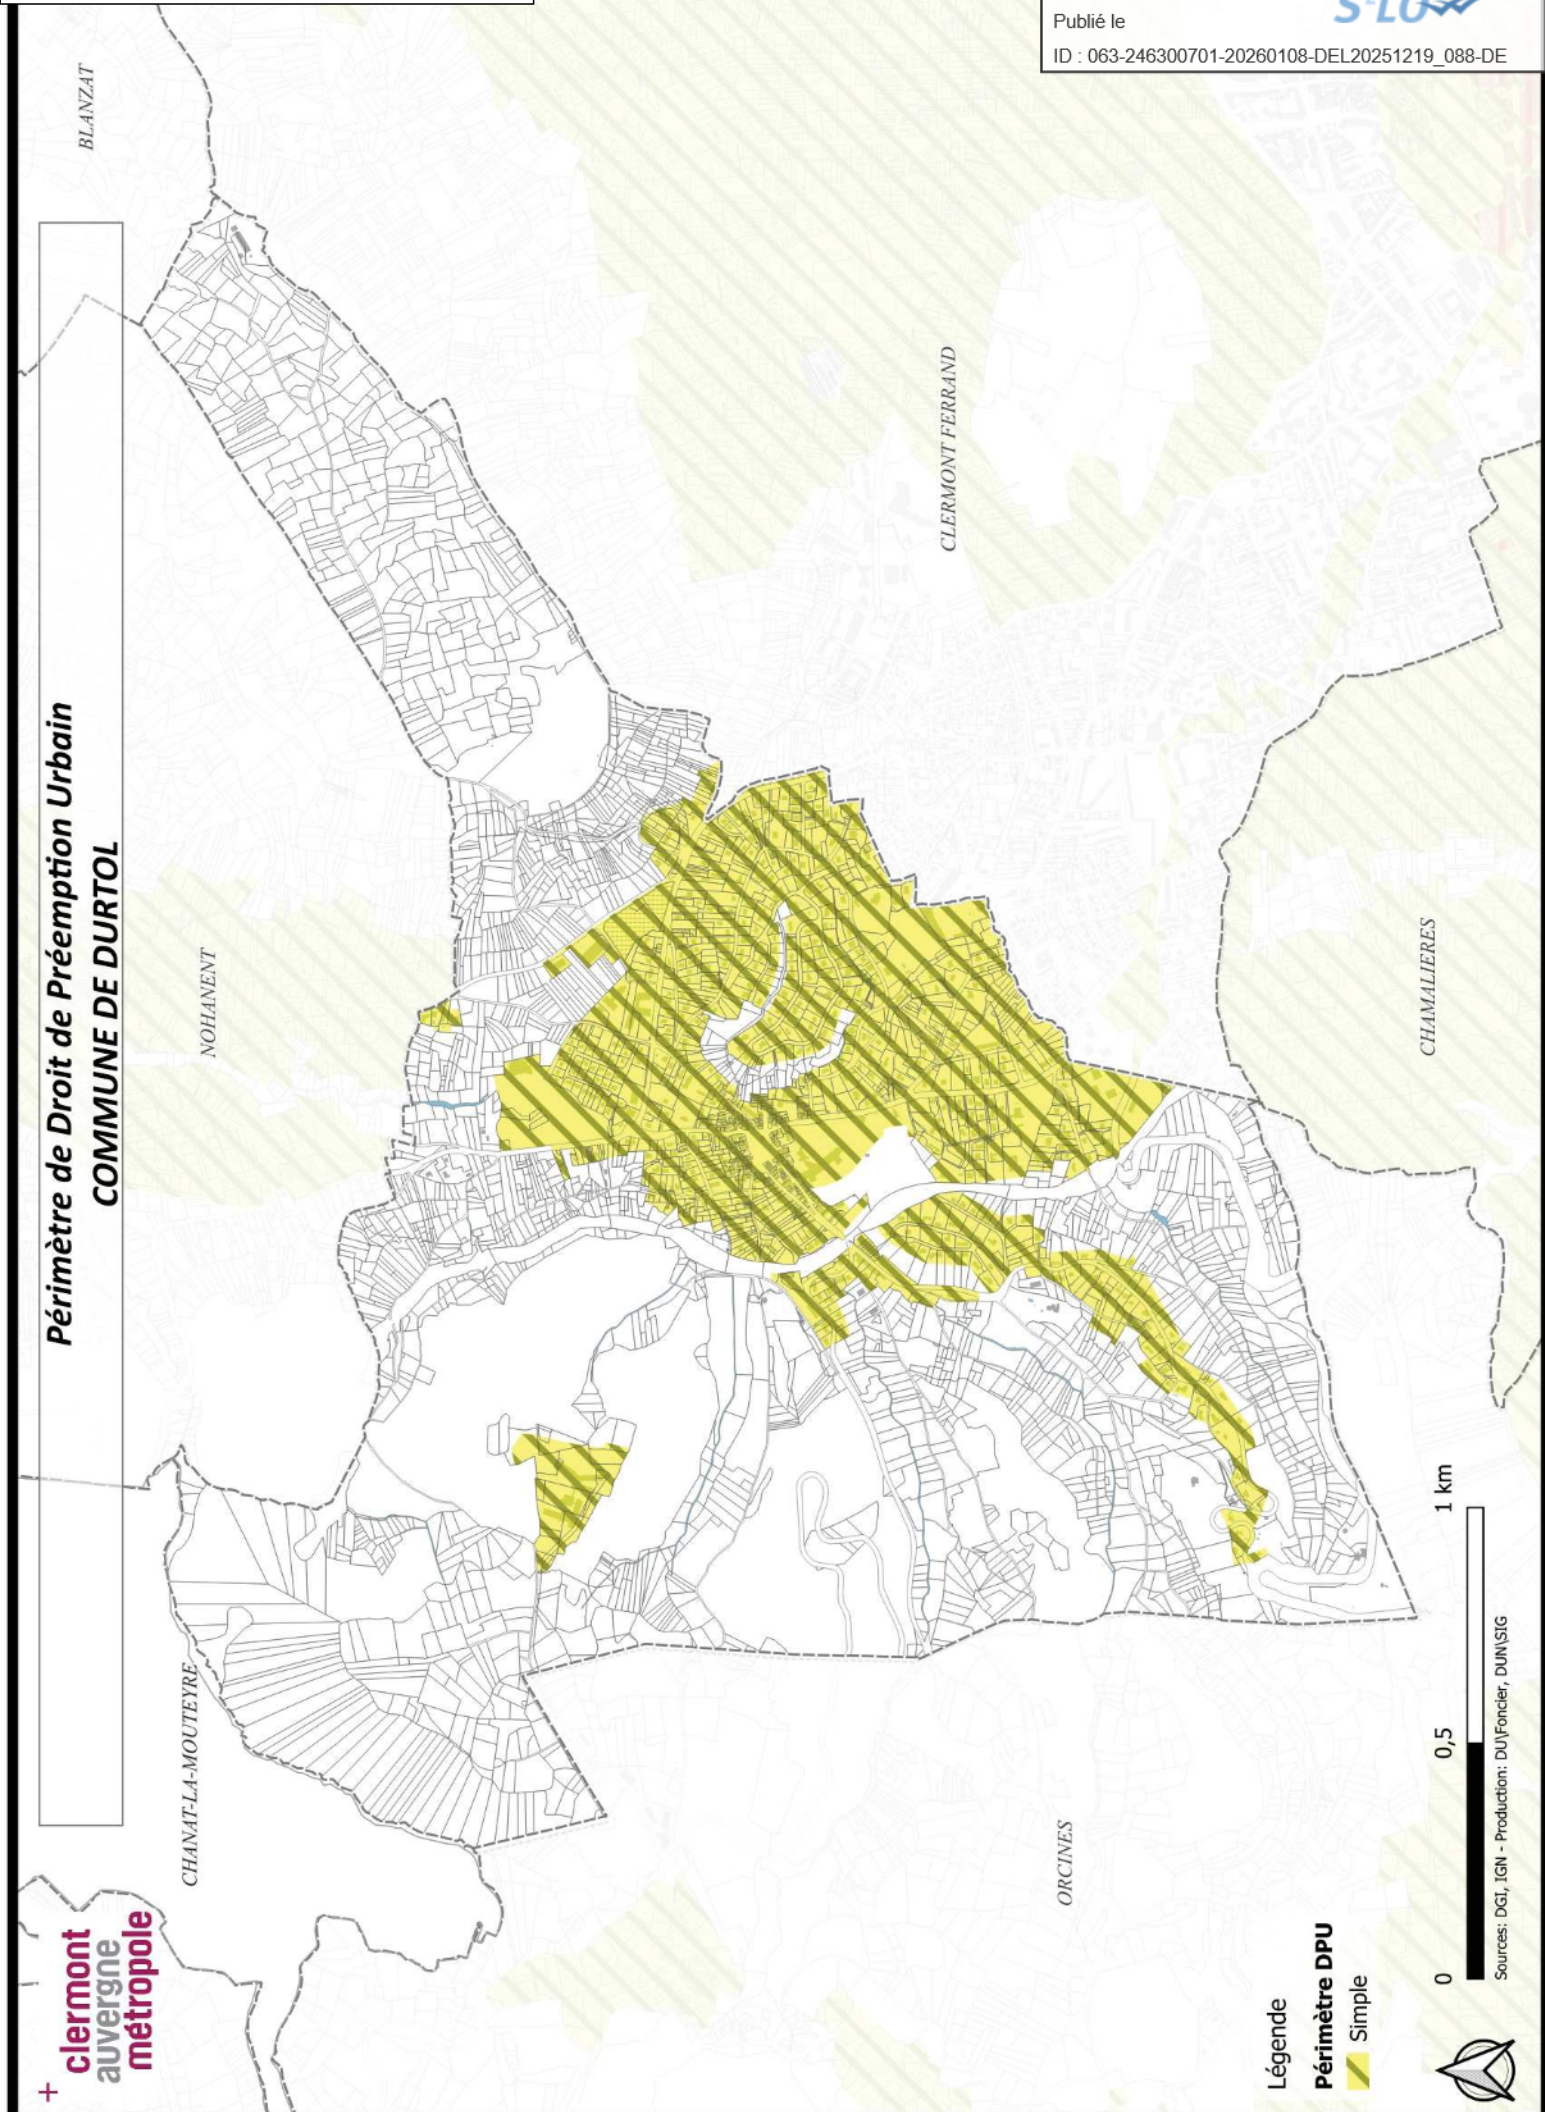 Publié le
S²LO
ID : 063-246300701-20260108-DEL20251219_088-DE
Périmètre de Droit de Préemption Urbain
COMMUNE DE DURTOL
+
clermont
auvergne
métropole
BLANZAT
NOHANENT
CHANAT-LA-MOUTEYRE
CLERMONT FERRAND
CHAMALIERES
ORCINES
Légende
Périmètre DPU
Simple
0 0,5 1 km
Sources: DGI, IGN - Production: DU\Foncier, DUN\SIG